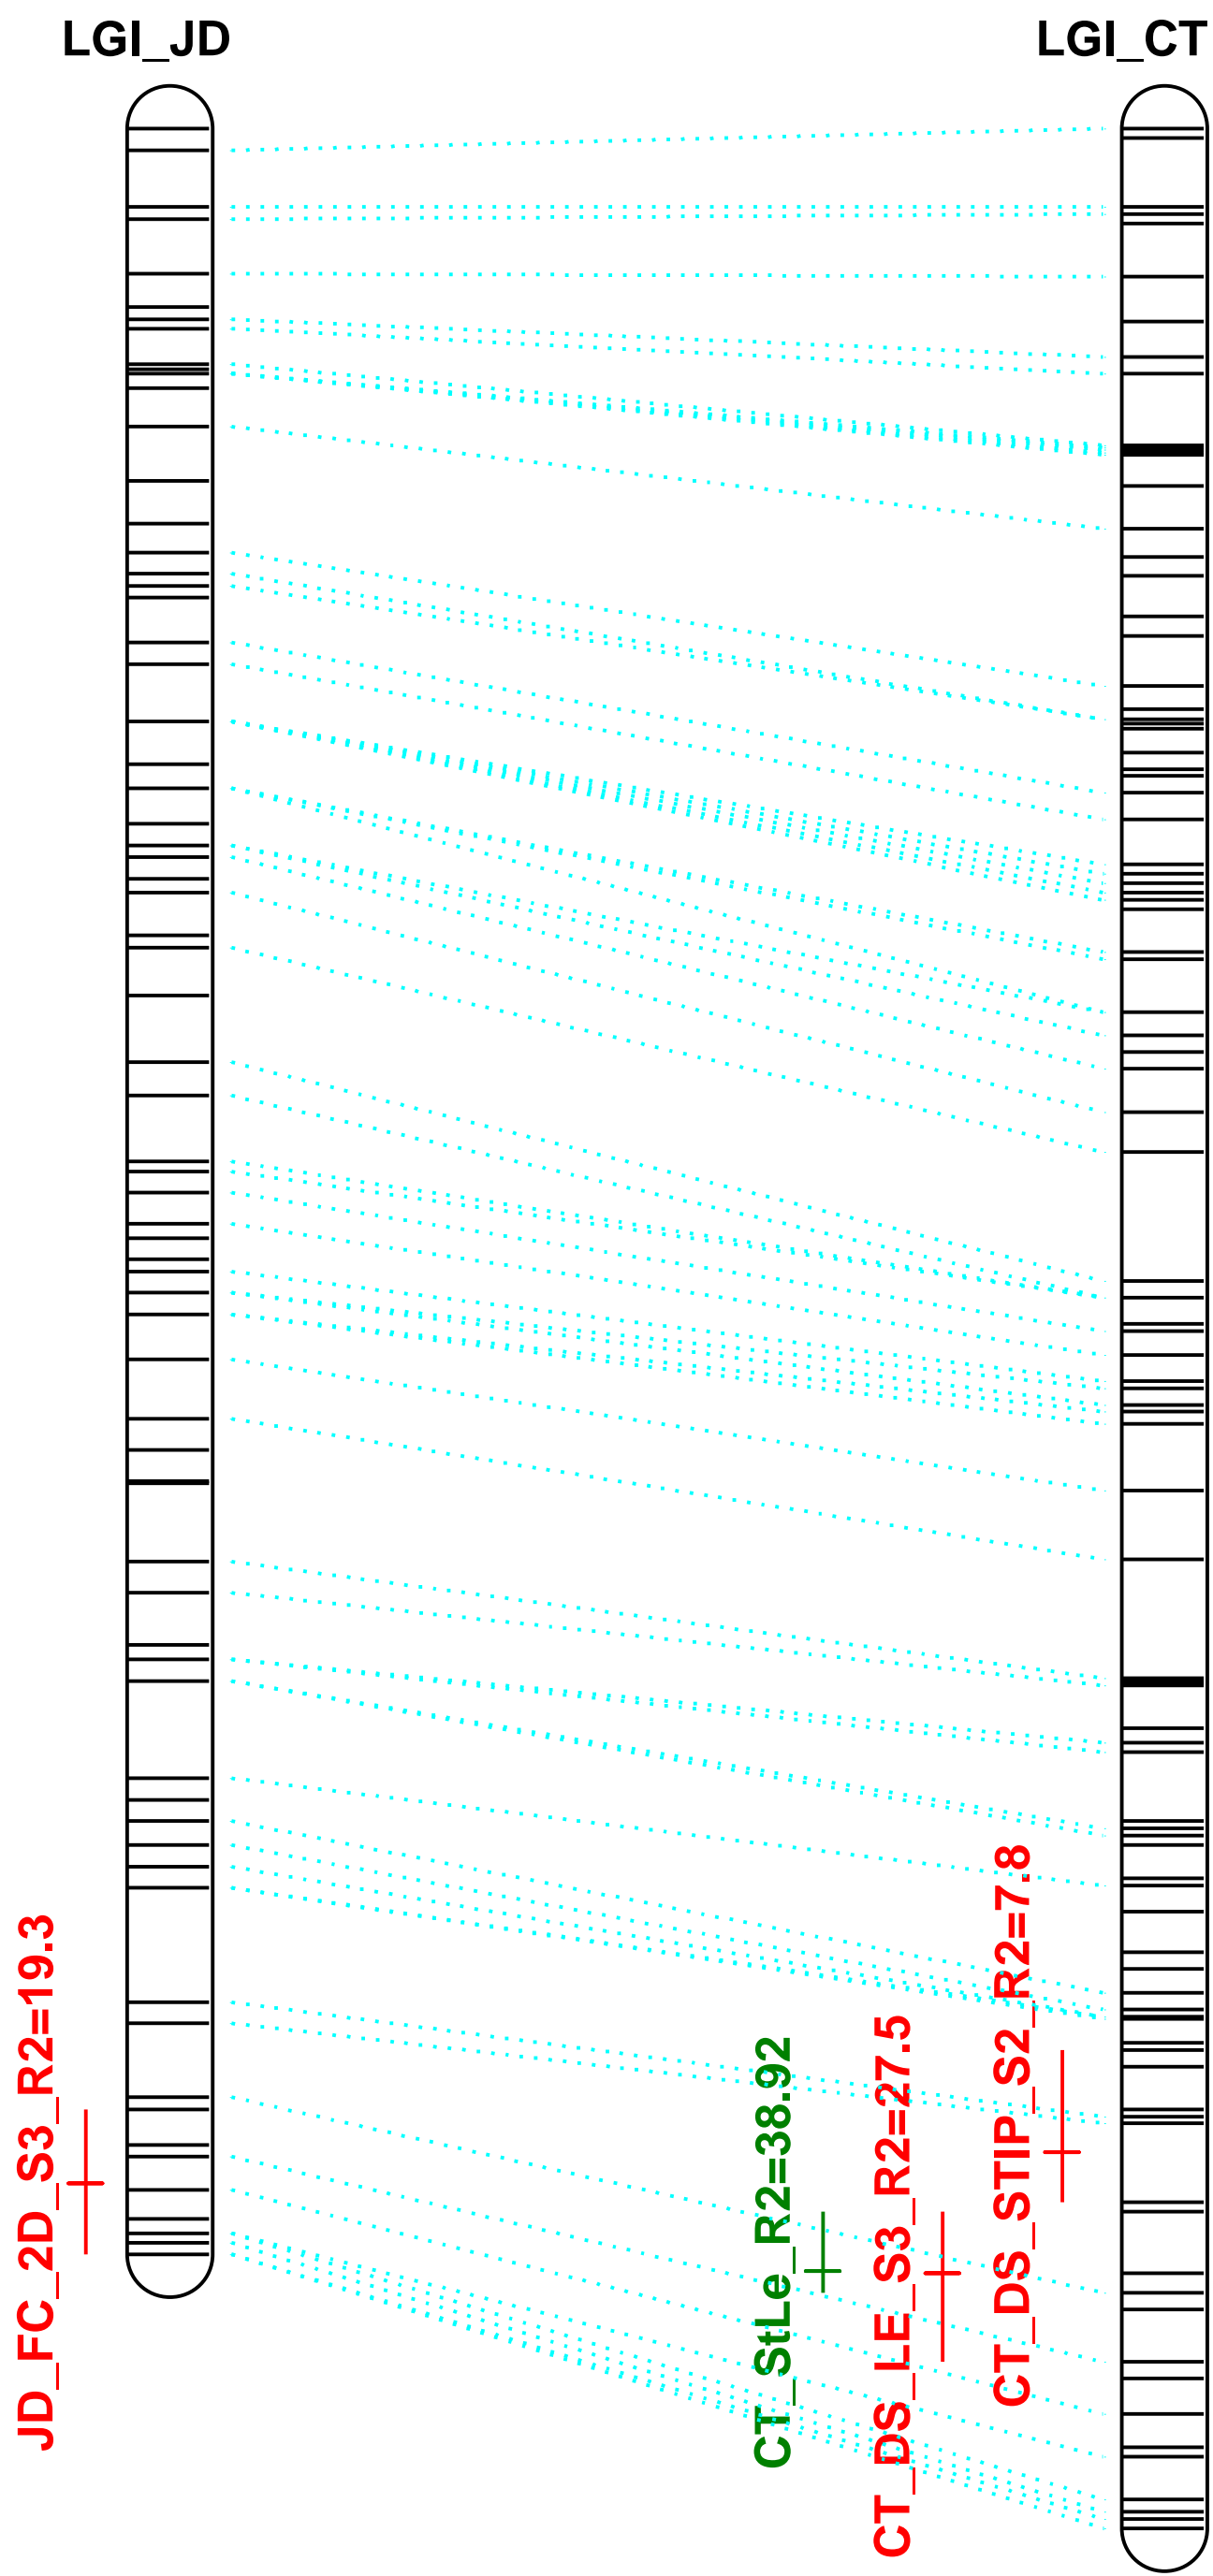 LGI_JD
LGI_CT
JD_FC_2D_S3_R2=19.3
CT_StLe_R2=38.92
CT_DS_LE_S3_R2=27.5
CT_DS_STIP_S2_R2=7.8